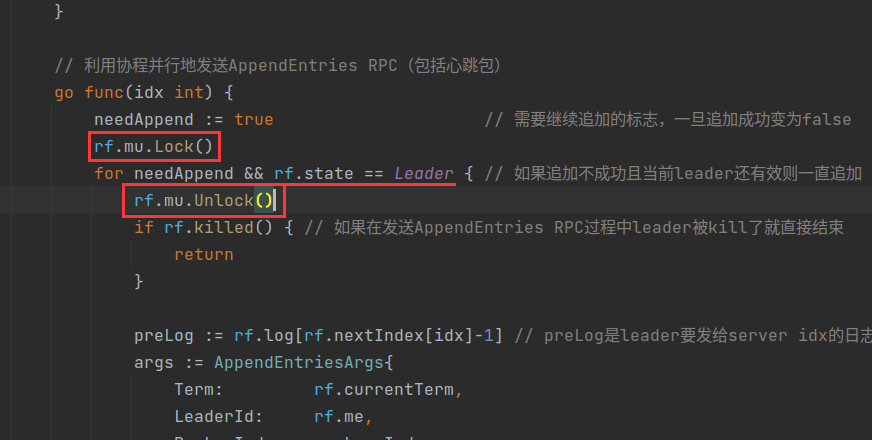 }
// 利用协程并行地发送AppendEntries RPC（包括心跳包）
go func(idx int) {
needAppend := true // 需要继续追加的标志，一旦追加成功变为false
rf.mu.Lock()
for needAppend && rf.state == Leader { // 如果追加不成功且当前leader还有效则一直追加
rf.mu.Unlock()
if rf.killed() { // 如果在发送AppendEntries RPC过程中leader被kill了就直接结束
return
}
preLog := rf.log[rf.nextIndex[idx]-1] // preLog是leader要发给server idx的日志
args := AppendEntriesArgs{
Term: rf.currentTerm,
LeaderId: rf.me,